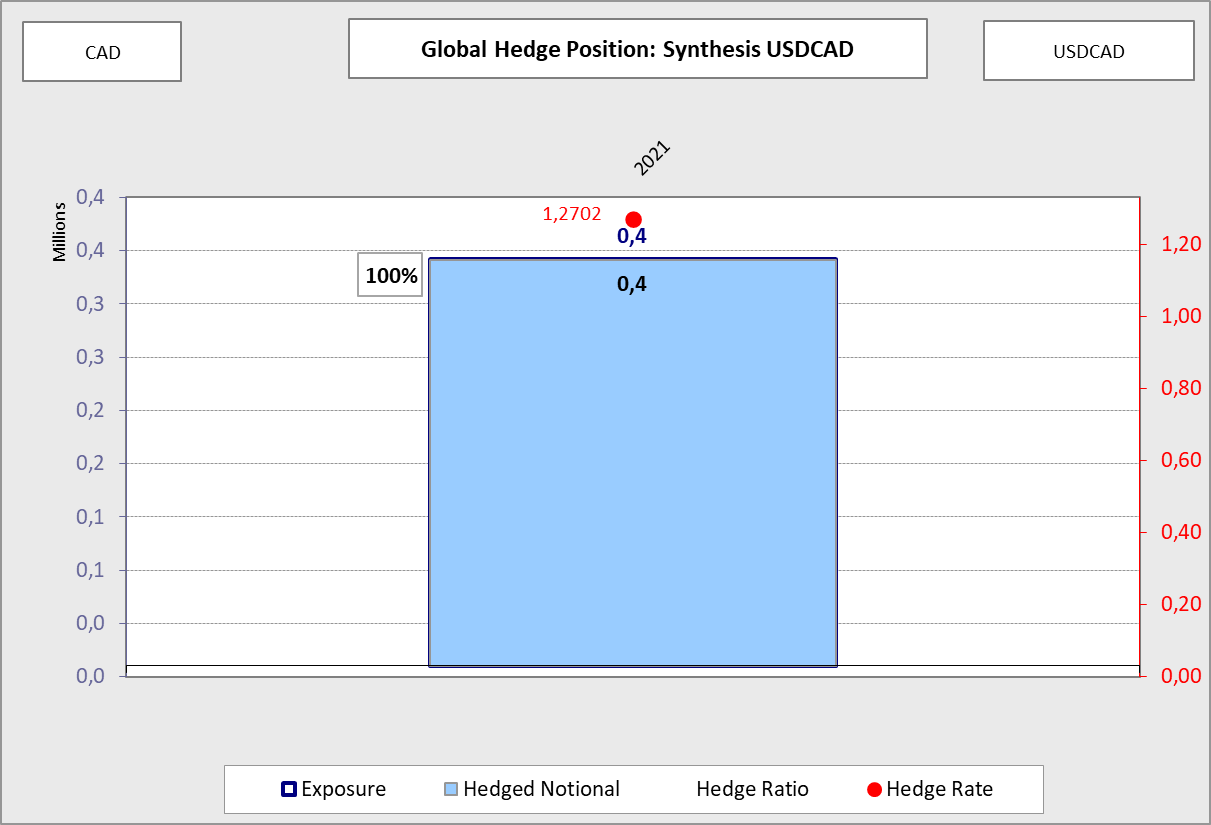 CAD
Global Hedge Position: Synthesis USDCAD
USDCAD
2021
Millions
0,4
0,4
0,3
0,3
0,2
0,2
0,1
0,1
0,0
0,0
1,2702
0,4
100%
0,4
1,20
1,00
0,80
0,60
0,40
0,20
0,00
Exposure
Hedged Notional
Hedge Ratio
Hedge Rate